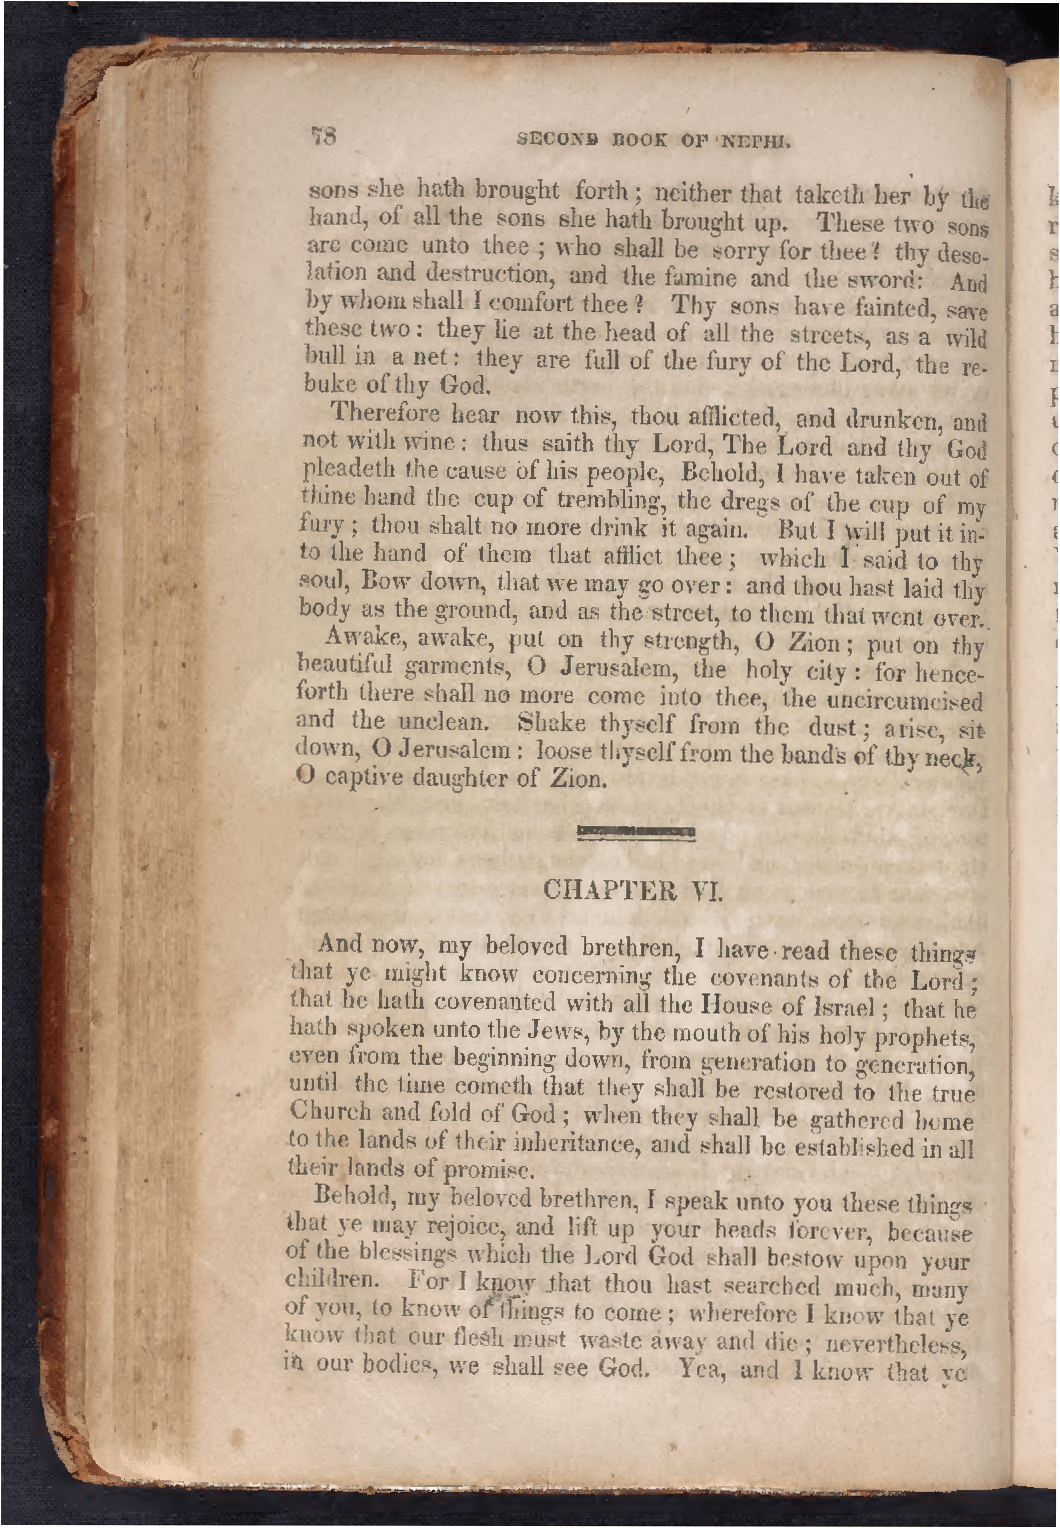 78 SECOND BOOK OF NEPHI.
sons she hath brought forth; neither that taketh her by the
hand, of all the sons she hath brought up. These two sons
are come unto thee; who shall be sorry for thee? thy deso-
lation and destruction, and the famine and the sword: And
by whom shall I comfort thee? Thy sons have fainted, save
these two: they lie at the head of all the streets, as a wild
bull in a net: they are full of the fury of the Lord, the re-
buke of thy God.
Therefore hear now this, thou afflicted, and drunken, and
not with wine: thus saith thy Lord, The Lord and thy God
pleadeth the cause of his people, Behold, I have taken out of
thine hand the cup of trembling, the dregs of the cup of my
fury; thou shalt no more drink it again. But I will put it in-
to the hand of them that afflict thee; which I said to thy
soul, Bow down, that we may go over: and thou hast laid thy
body as the ground, and as the street, to them that went over.
Awake, awake, put on thy strength, O Zion; put on thy
beautiful garments, O Jerusalem, the holy city: for hence-
forth there shall no more come into thee, the uncircumcised
and the unclean. Shake thyself from the dust; arise, sit
down, O Jerusalem: loose thyself from the bands of thy neck,
O captive daughter of Zion.
CHAPTER VI.
And now, my beloved brethren, I have read these things
that ye might know concerning the covenants of the Lord;
that he hath covenanted with all the House of Israel; that he
hath spoken unto the Jews, by the mouth of his holy prophets,
even from the beginning down, from generation to generation,
until the time cometh that they shall be restored to the true
Church and fold of God; when they shall be gathered home
to the lands of their inheritance, and shall be established in all
their lands of promise.
Behold, my beloved brethren, I speak unto you these things
that ye may rejoice, and lift up your heads forever, because
of the blessings which the Lord God shall bestow upon your
children. For I know that thou hast searched much, many
of you, to know of things to come; wherefore I know that ye
know that our flesh must waste away and die; nevertheless,
in our bodies, we shall see God. Yea, and I know that ye